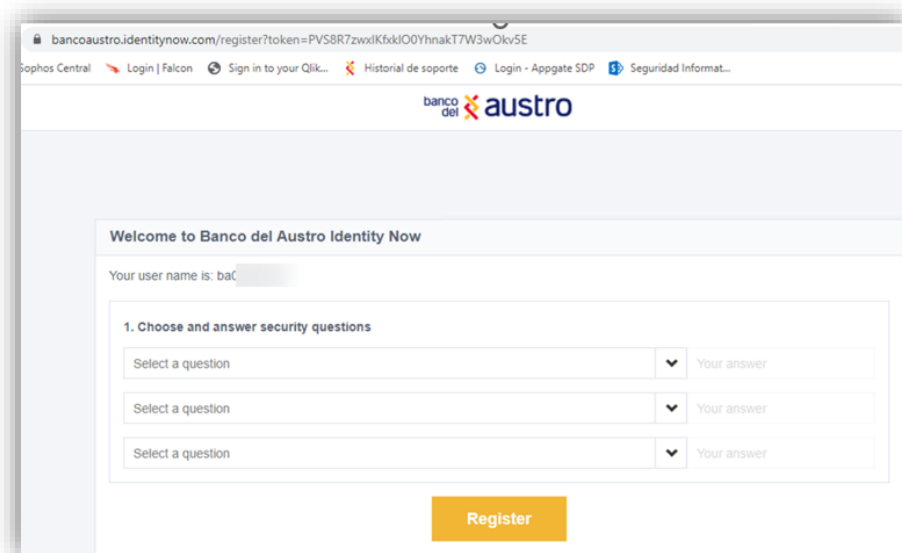 bancoaustro.identitynow.com/register?token=PVS8R7zwxlKfxklO0YhnakT7W3wOkv5E
Sophos Central Login | Falcon Sign in to your Qlik... Historial de soporte Login - Appgate SDP Seguridad Informat...
banco del austro
Welcome to Banco del Austro Identity Now
Your user name is:
1. Choose and answer security questions
Select a question Your answer
Select a question Your answer
Select a question Your answer
Register